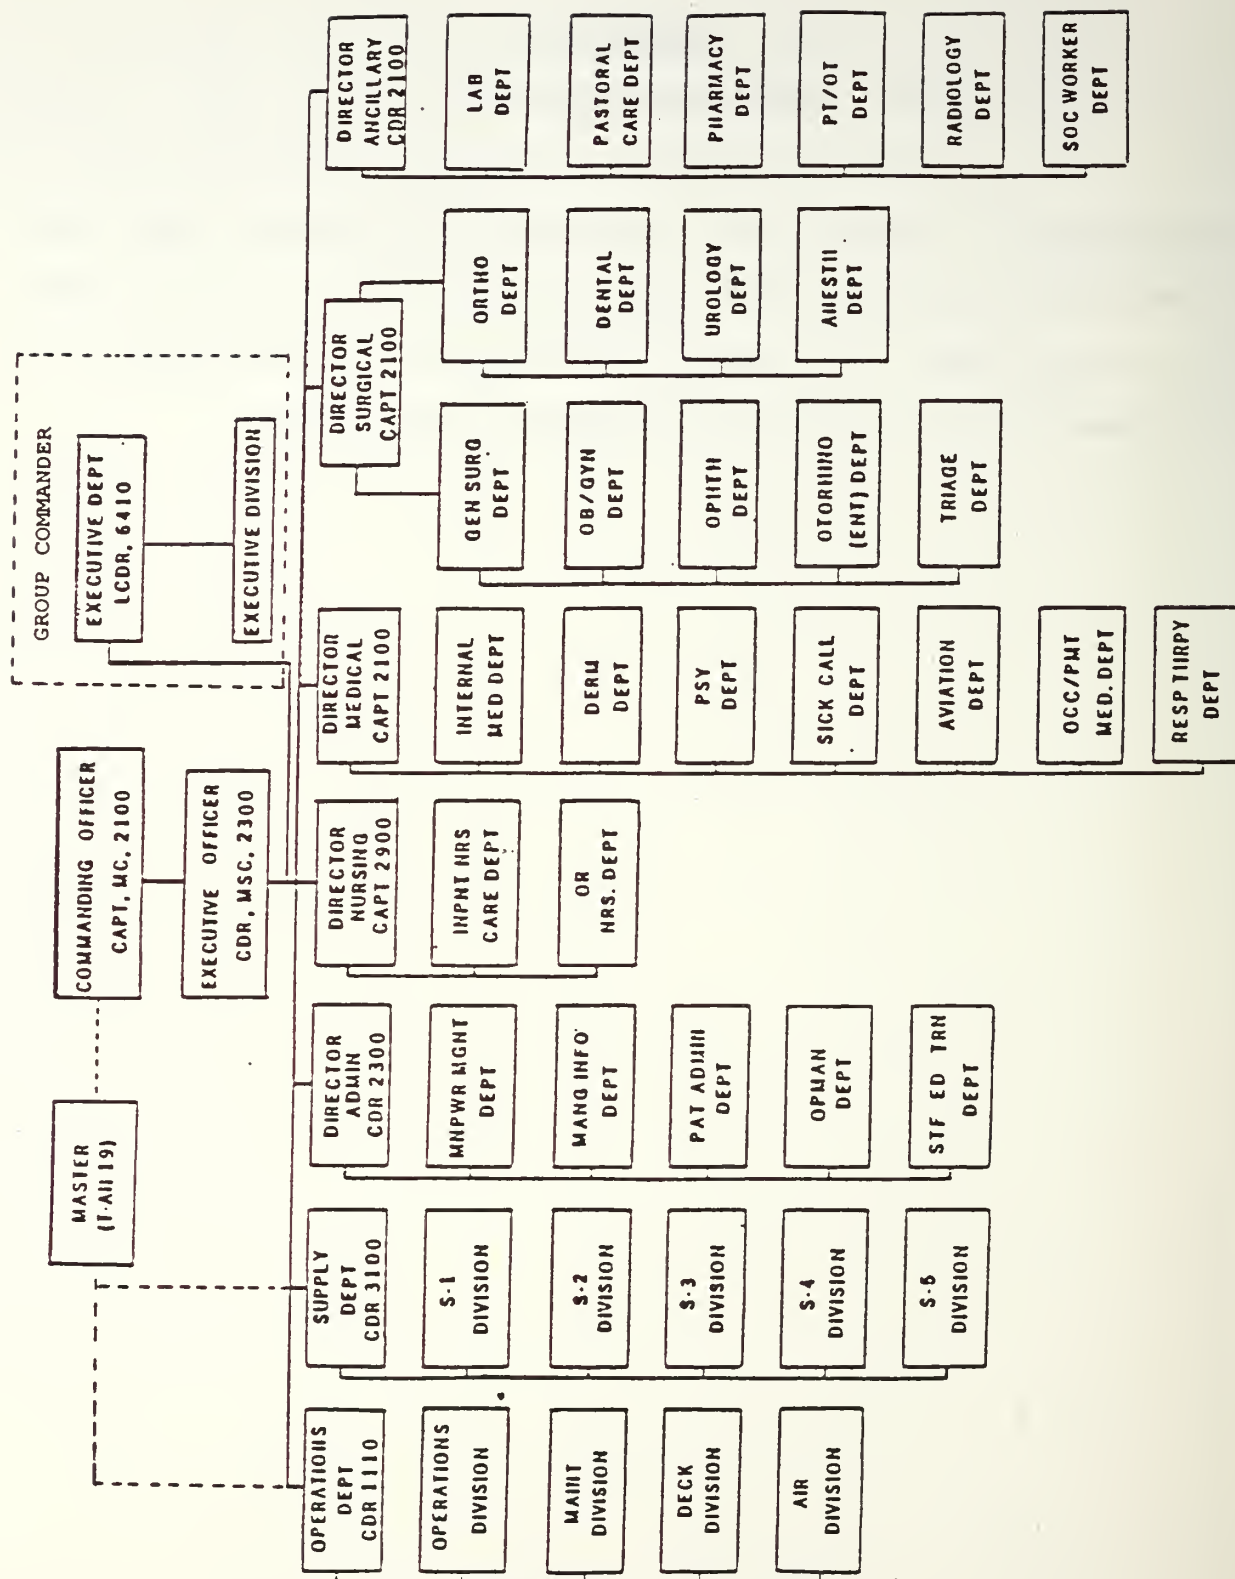 GROUP COMMANDER
EXECUTIVE DEPT
LCDR, 6410
EXECUTIVE DIVISION
COMMANDING OFFICER
CAPT, MC, 2100
EXECUTIVE OFFICER
CDR, MSC, 2300
MASTER
(T-AH 19)
OPERATIONS
DEPT
CDR 1110
OPERATIONS
DIVISION
MAINT
DIVISION
DECK
DIVISION
AIR
DIVISION
SUPPLY
DEPT
CDR 3100
S-1
DIVISION
S-2
DIVISION
S-3
DIVISION
S-4
DIVISION
S-5
DIVISION
DIRECTOR
ADMIN
CDR 2300
MNPWR MGNT
DEPT
MANG INFO
DEPT
PAT ADMIN
DEPT
OPMAN
DEPT
STF ED TRN
DEPT
DIRECTOR
NURSING
CAPT 2900
INPNT NRS
CARE DEPT
OR
NRS. DEPT
DIRECTOR
MEDICAL
CAPT 2100
INTERNAL
MED DEPT
DERM
DEPT
PSY
DEPT
SICK CALL
DEPT
AVIATION
DEPT
OCC/PMT
MED. DEPT
RESP THRPY
DEPT
DIRECTOR
SURGICAL
CAPT 2100
GEN SURG
DEPT
OB/GYN
DEPT
OPHTH
DEPT
OTORHINO
(ENT) DEPT
TRIAGE
DEPT
ORTHO
DEPT
DENTAL
DEPT
UROLOGY
DEPT
ANESTH
DEPT
DIRECTOR
ANCILLARY
CDR 2100
LAB
DEPT
PASTORAL
CARE DEPT
PHARMACY
DEPT
PT/OT
DEPT
RADIOLOGY
DEPT
SOC WORKER
DEPT